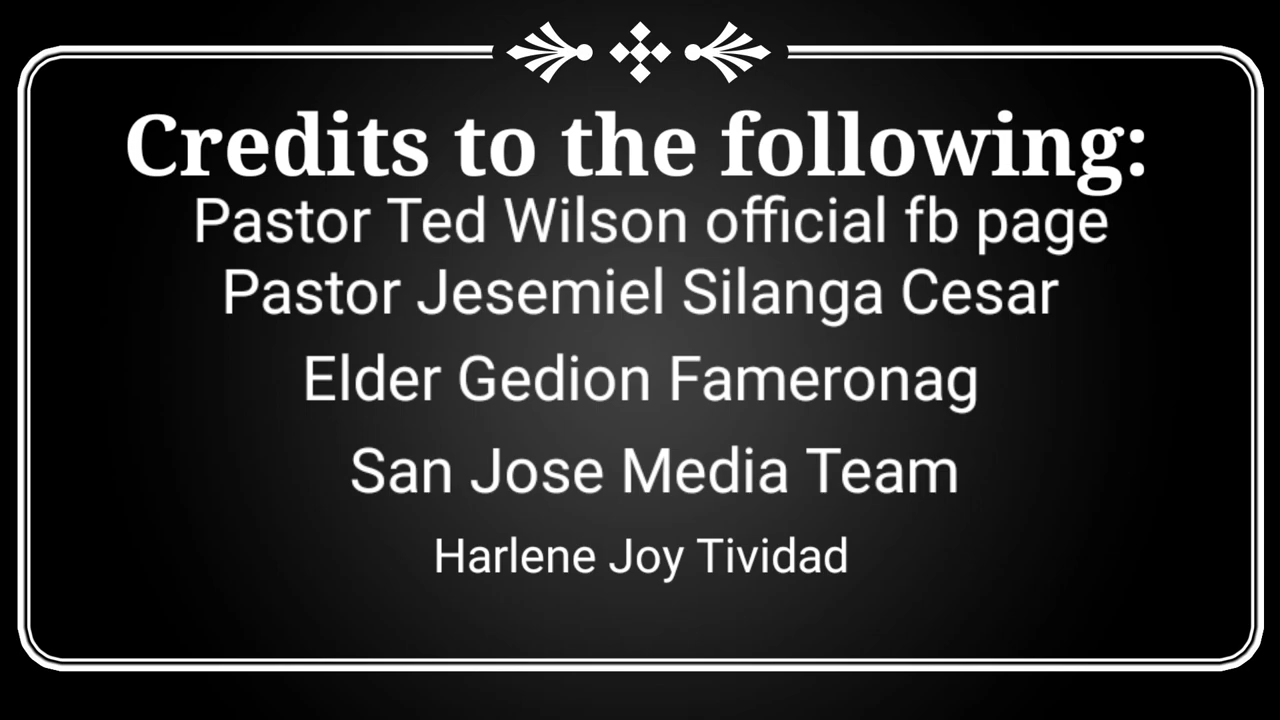 Credits to the following:
Pastor Ted Wilson official fb page
Pastor Jesemiel Silanga Cesar
Elder Gedion Fameronag
San Jose Media Team
Harlene Joy Tividad